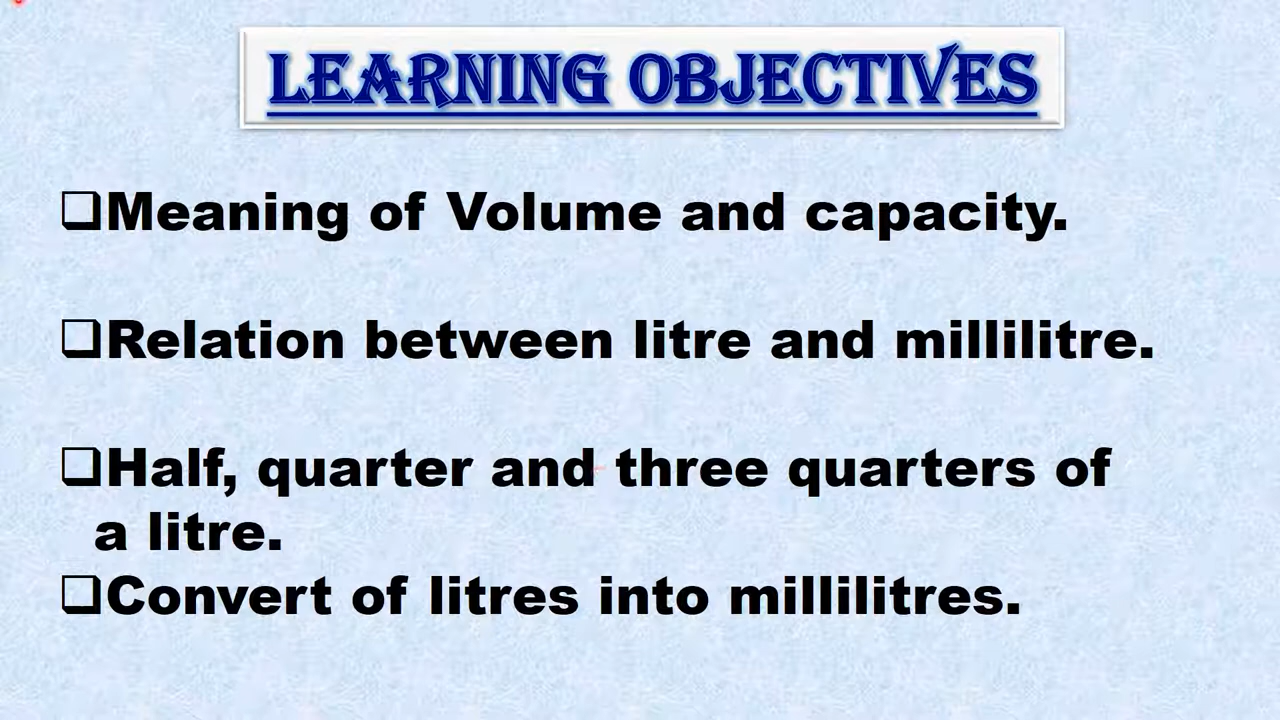 LEARNING OBJECTIVES
❑Meaning of Volume and capacity.
❑Relation between litre and millilitre.
❑Half, quarter and three quarters of
a litre.
❑Convert of litres into millilitres.